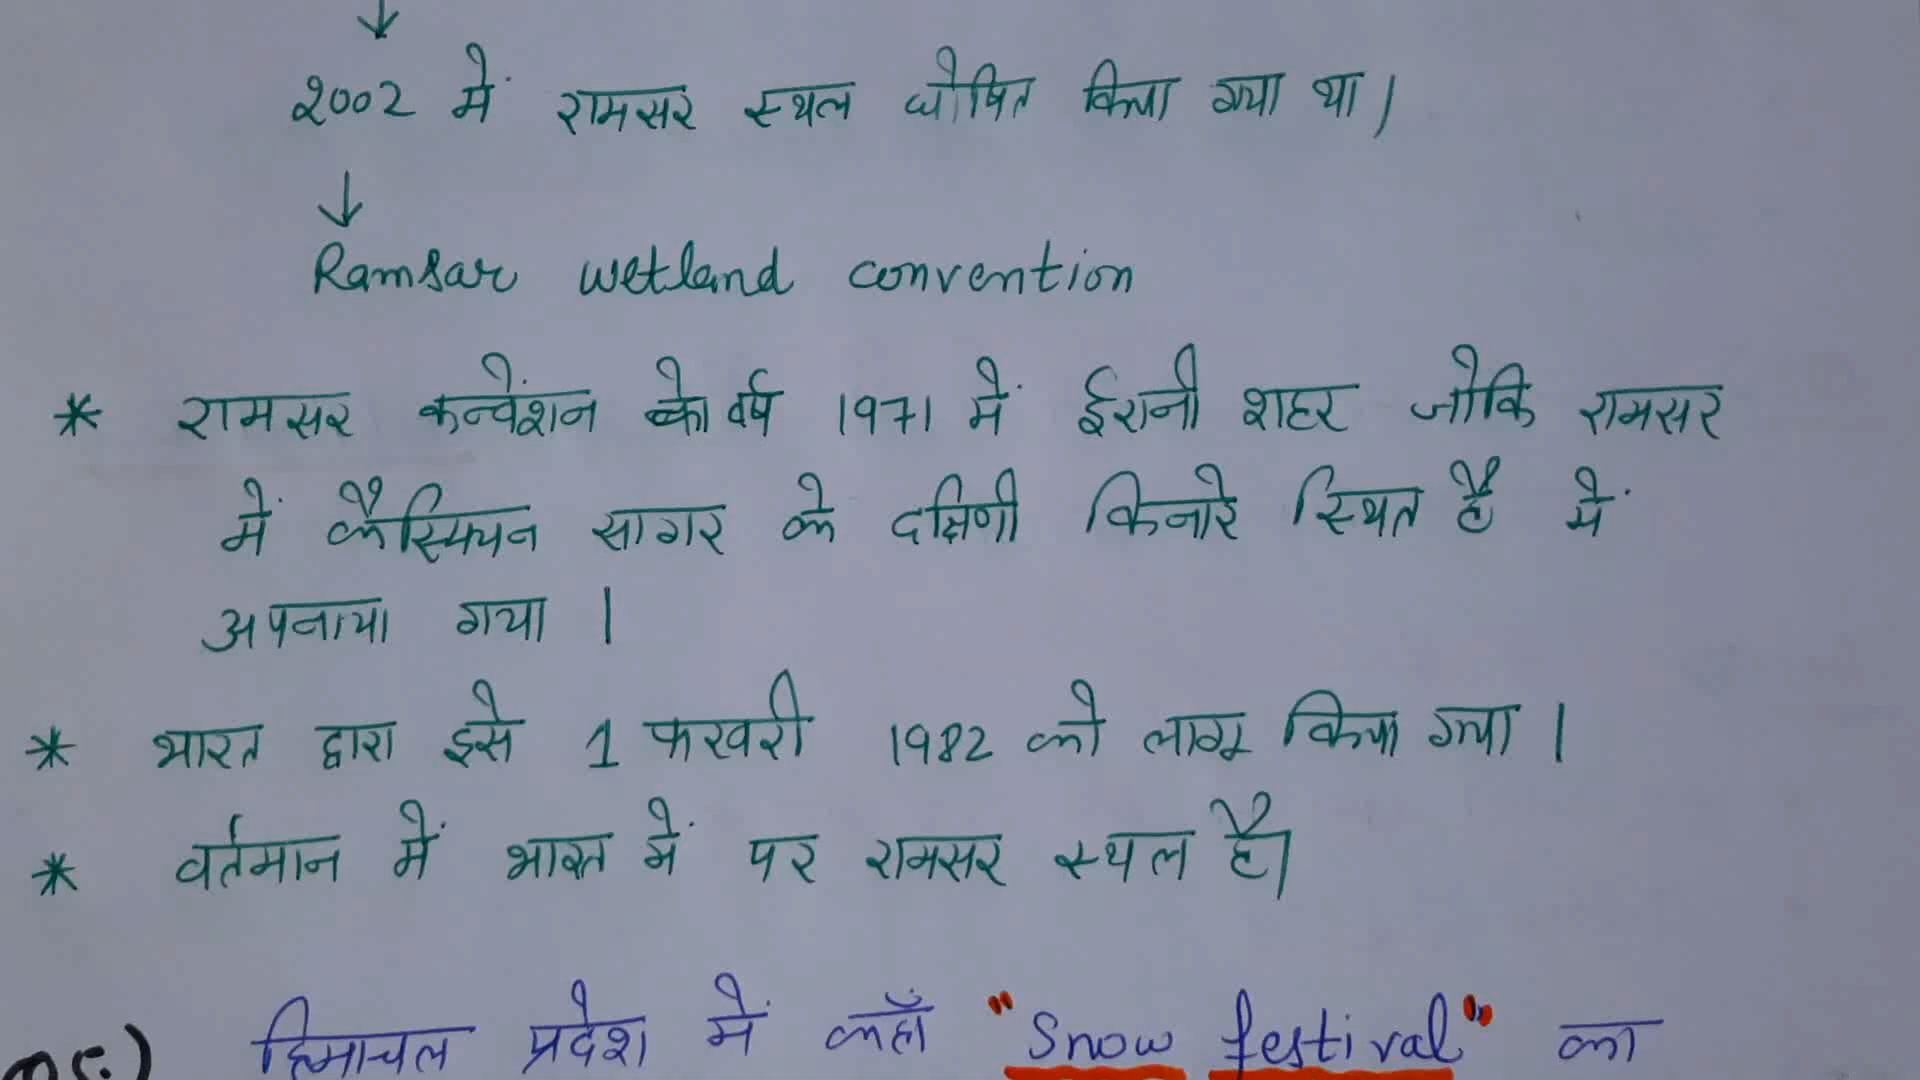 ↓
2002 में रामसर स्थल घोषित किया गया था।
↓
Ramsar wetland convention
* रामसर कन्वेंशन को वर्ष 1971 में ईरानी शहर जोकि रामसर
में कैस्पियन सागर के दक्षिणी किनारे स्थित है में
अपनाया गया ।
* भारत द्वारा इसे 1 फरवरी 1982 को लागू किया गया ।
* वर्तमान में भारत में पर रामसर स्थल है।
हिमाचल प्रदेश में कहाँ "Snow festival" का